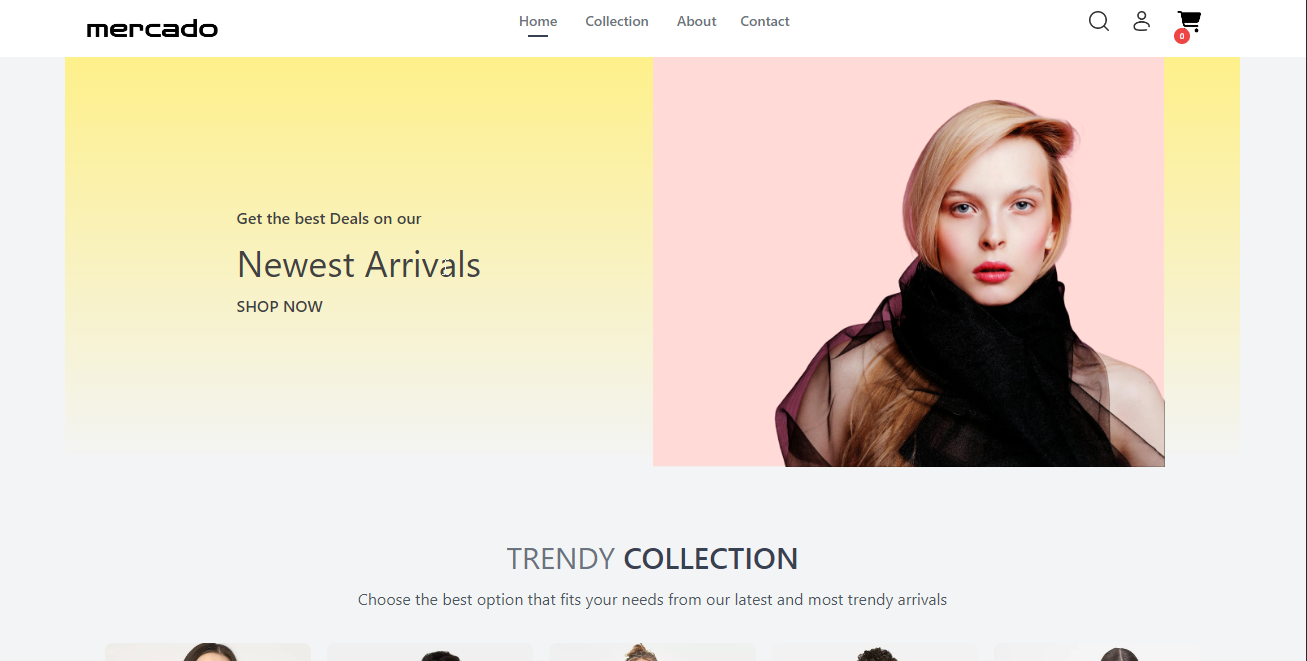 mercado
Home Collection About Contact
0
Get the best Deals on our
Newest Arrivals
SHOP NOW
TRENDY COLLECTION
Choose the best option that fits your needs from our latest and most trendy arrivals